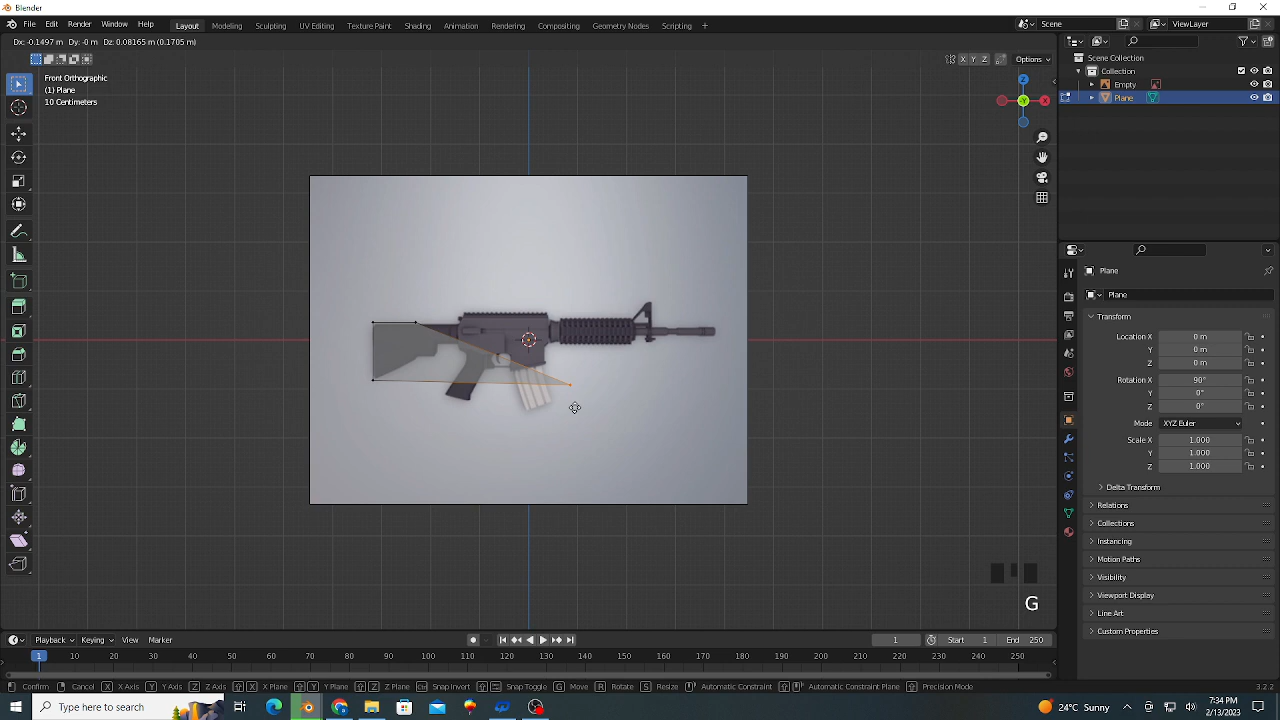 Blender
File Edit Render Window Help Layout Modeling Sculpting UV Editing Texture Paint Shading Animation Rendering Compositing Geometry Nodes Scripting + Scene ViewLayer
Dx: -0.1497 m Dy: -0 m Dz: 0.08165 m (0.1705 m)
X Y Z Options
Front Orthographic
(1) Plane
10 Centimeters
Scene Collection
Collection
Empty
Plane
Z
X
-Y
Plane
Plane
Transform
Location X 0 m
Y 0 m
Z 0 m
Rotation X 90°
Y 0°
Z 0°
Mode XYZ Euler
Scale X 1.000
Y 1.000
Z 1.000
Delta Transform
Relations
Collections
Instancing
Motion Paths
Visibility
Viewport Display
Line Art
Custom Properties
G
Playback Keying View Marker 1 Start 1 End 250
1 10 20 30 40 50 60 70 80 90 100 110 120 130 140 150 160 170 180 190 200 210 220 230 240 250
Confirm Cancel X X Axis Y Y Axis Z Z Axis X X Plane Y Y Plane Z Z Plane Snap Invert Snap Toggle G Move R Rotate S Resize Automatic Constraint Automatic Constraint Plane Precision Mode 3.2.2
Type here to search
24°C Sunny
7:34 PM
2/13/2023